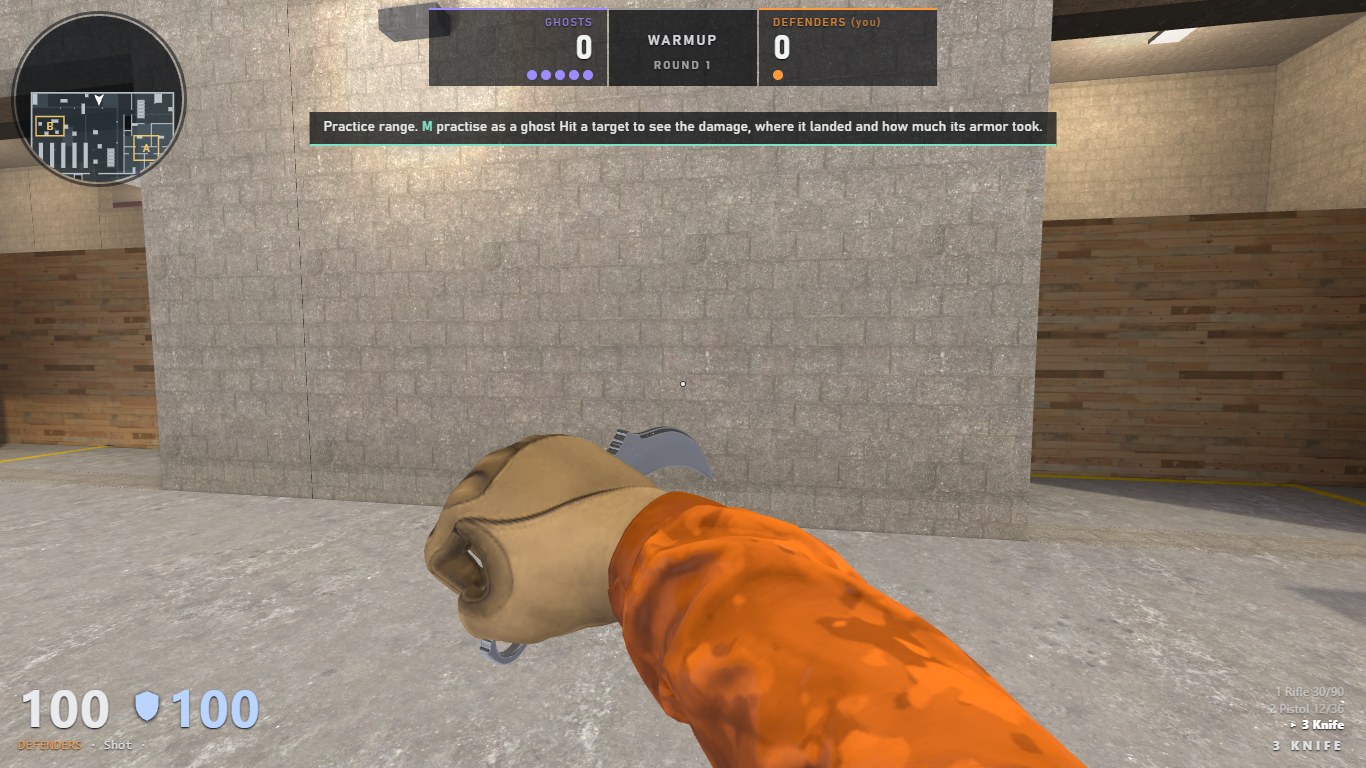 GHOSTS
0
WARMUP
ROUND 1
DEFENDERS (you)
0
B
A
Practice range. M practise as a ghost Hit a target to see the damage, where it landed and how much its armor took.
100 100
DEFENDERS · Shot ·
1 Rifle 30/90
2 Pistol 12/36
▸ 3 Knife
3 KNIFE